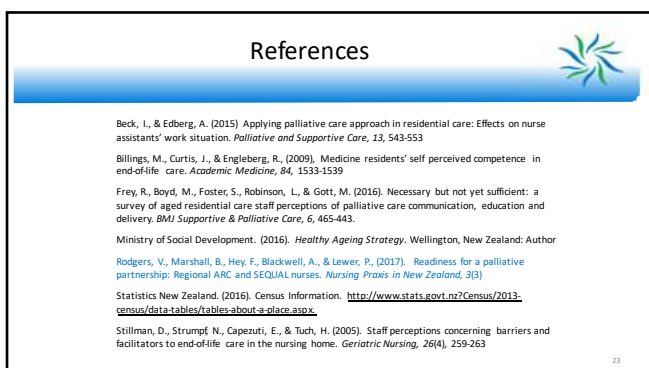 References
Beck, I., & Edberg, A. (2015) Applying palliative care approach in residential care: Effects on nurse
assistants' work situation. Palliative and Supportive Care, 13, 543-553
Billings, M., Curtis, J., & Engleberg, R., (2009), Medicine residents' self perceived competence in
end-of-life care. Academic Medicine, 84, 1533-1539
Frey, R., Boyd, M., Foster, S., Robinson, L., & Gott, M. (2016). Necessary but not yet sufficient: a
survey of aged residential care staff perceptions of palliative care communication, education and
delivery. BMJ Supportive & Palliative Care, 6, 465-443.
Ministry of Social Development. (2016). Healthy Ageing Strategy. Wellington, New Zealand: Author
Rodgers, V., Marshall, B., Hey. F., Blackwell, A., & Lewer, P., (2017). Readiness for a palliative
partnership: Regional ARC and SEQUAL nurses. Nursing Praxis in New Zealand, 3(3)
Statistics New Zealand. (2016). Census Information. http://www.stats.govt.nz?Census/2013-
census/data-tables/tables-about-a-place.aspx.
Stillman, D., Strumpf, N., Capezuti, E., & Tuch, H. (2005). Staff perceptions concerning barriers and
facilitators to end-of-life care in the nursing home. Geriatric Nursing, 26(4), 259-263
23